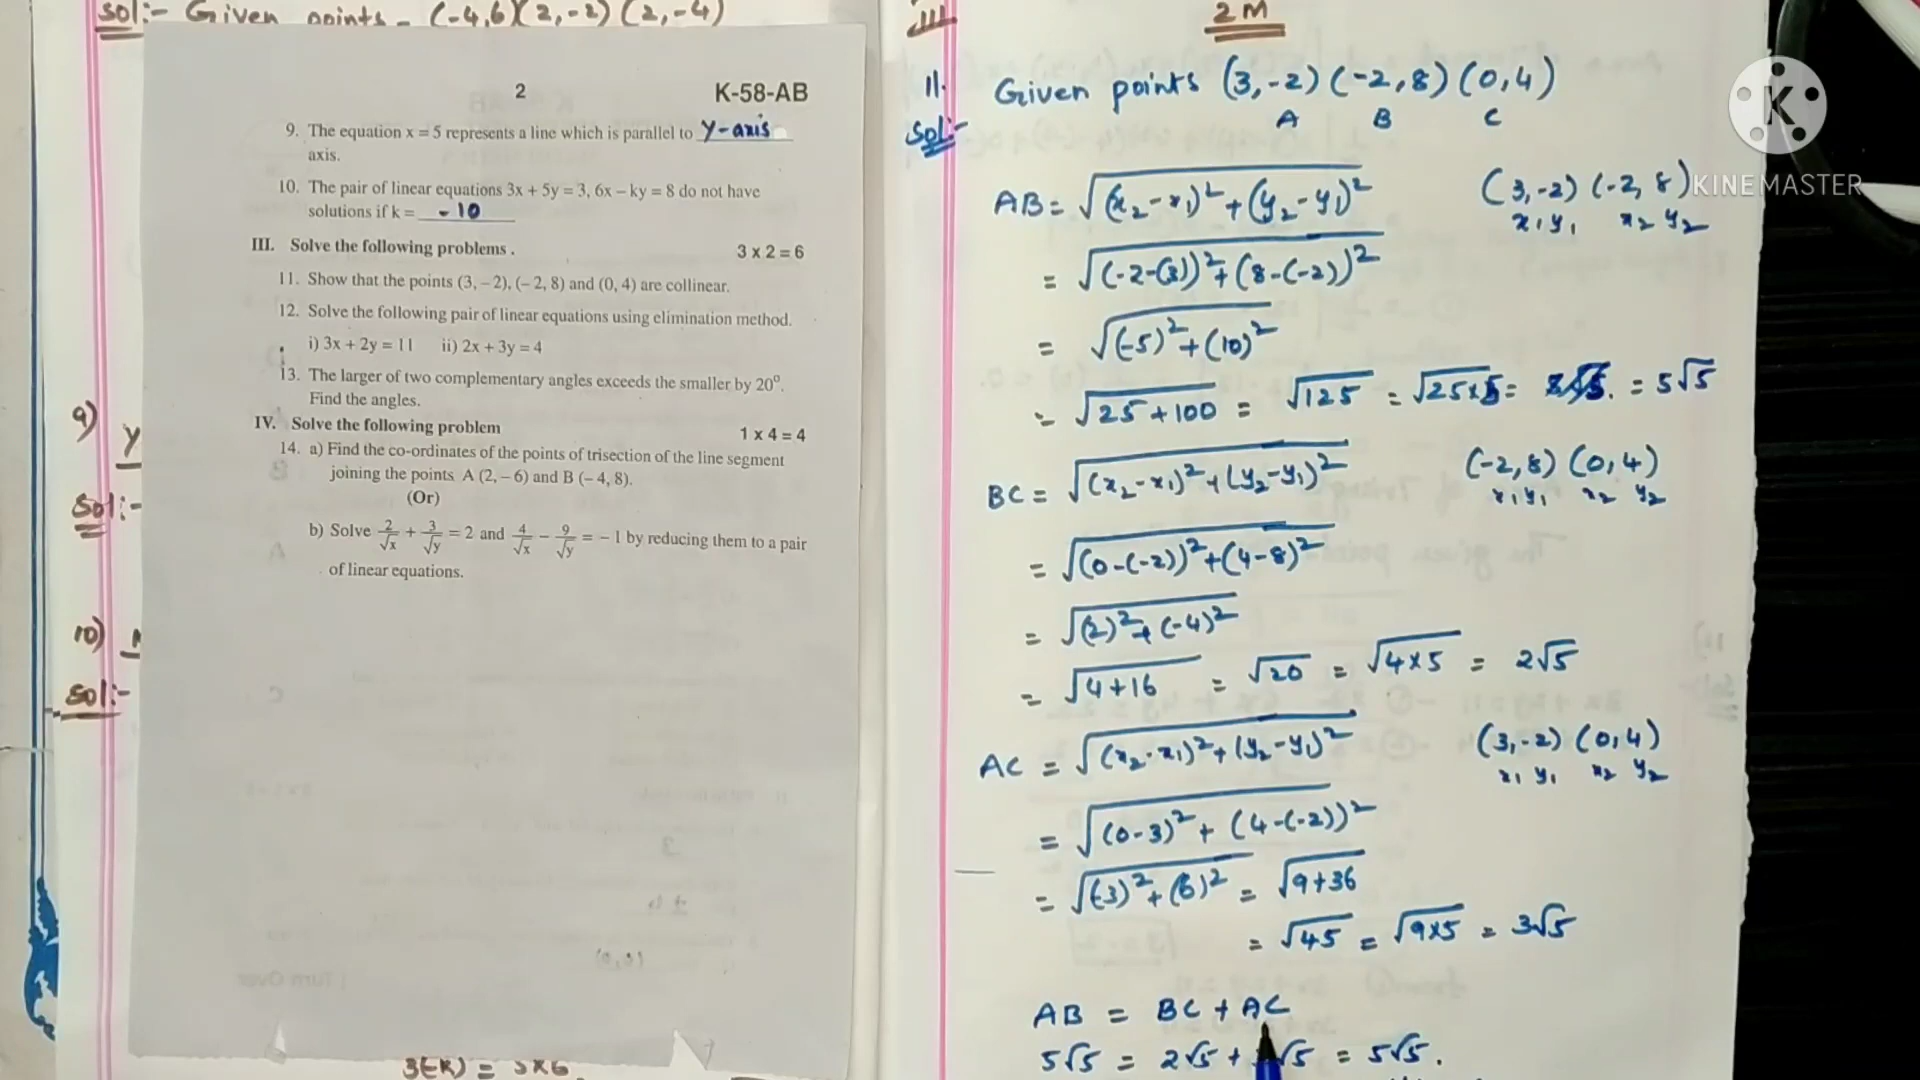 Sol:- Given points - (-4,6)(2,-2)(2,-4)
2 K-58-AB
9. The equation x = 5 represents a line which is parallel to Y-axis
axis.
10. The pair of linear equations 3x + 5y = 3, 6x – ky = 8 do not have
solutions if k = -10
III. Solve the following problems . 3 x 2 = 6
11. Show that the points (3, – 2), (– 2, 8) and (0, 4) are collinear.
12. Solve the following pair of linear equations using elimination method.
i) 3x + 2y = 11 ii) 2x + 3y = 4
13. The larger of two complementary angles exceeds the smaller by 20⁰.
Find the angles.
IV. Solve the following problem 1 x 4 = 4
14. a) Find the co-ordinates of the points of trisection of the line segment
joining the points A (2, – 6) and B (– 4, 8).
(Or)
b) Solve 2/√x + 3/√y = 2 and 4/√x – 9/√y = – 1 by reducing them to a pair
of linear equations.
9)
Y
Sol:-
10)
Sol:-
3(-K) = 5×6
III 2M
11. Given points (3,-2) (-2,8) (0,4)
Sol:- A B C
AB = √(x₂-x₁)²+(y₂-y₁)² (3,-2) (-2,8)
x₁ y₁ x₂ y₂
= √(-2-(3))²+(8-(-2))²
= √(-5)²+(10)²
= √25+100 = √125 = √25×5 = = 5√5
BC = √(x₂-x₁)²+(y₂-y₁)² (-2,8) (0,4)
x₁ y₁ x₂ y₂
= √(0-(-2))²+(4-8)²
= √(2)²+(-4)²
= √4+16 = √20 = √4×5 = 2√5
AC = √(x₂-x₁)²+(y₂-y₁)² (3,-2) (0,4)
x₁ y₁ x₂ y₂
= √(0-3)²+(4-(-2))²
= √(-3)²+(6)² = √9+36
= √45 = √9×5 = 3√5
AB = BC + AC
5√5 = 2√5 + √5 = 5√5.
K
KINEMASTER